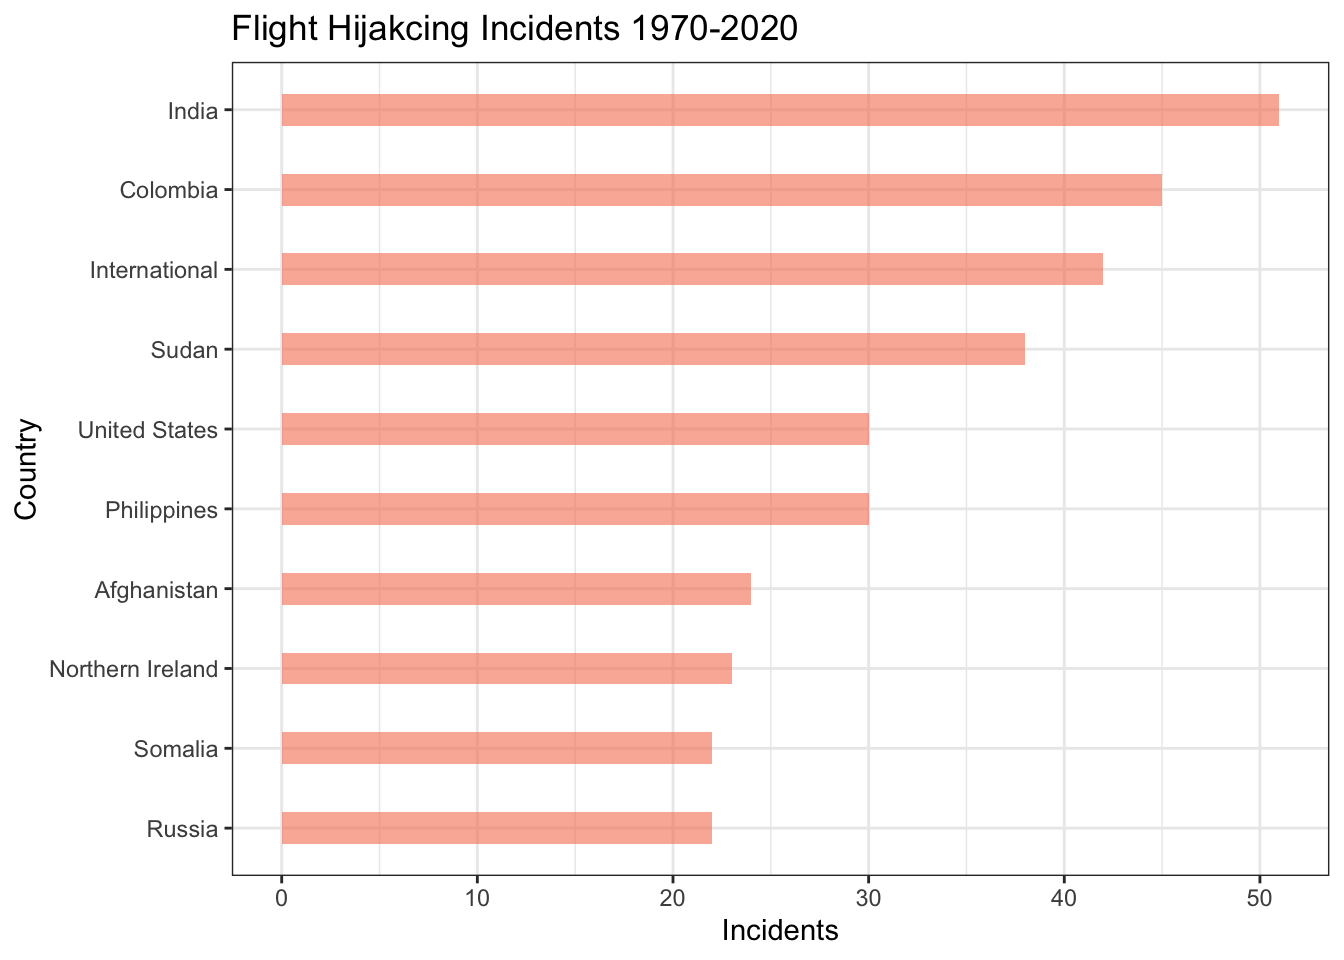 Flight Hijakcing Incidents 1970-2020
India
Colombia
International
Sudan
United States
Philippines
Afghanistan
Northern Ireland
Somalia
Russia
Country
0 10 20 30 40 50
Incidents